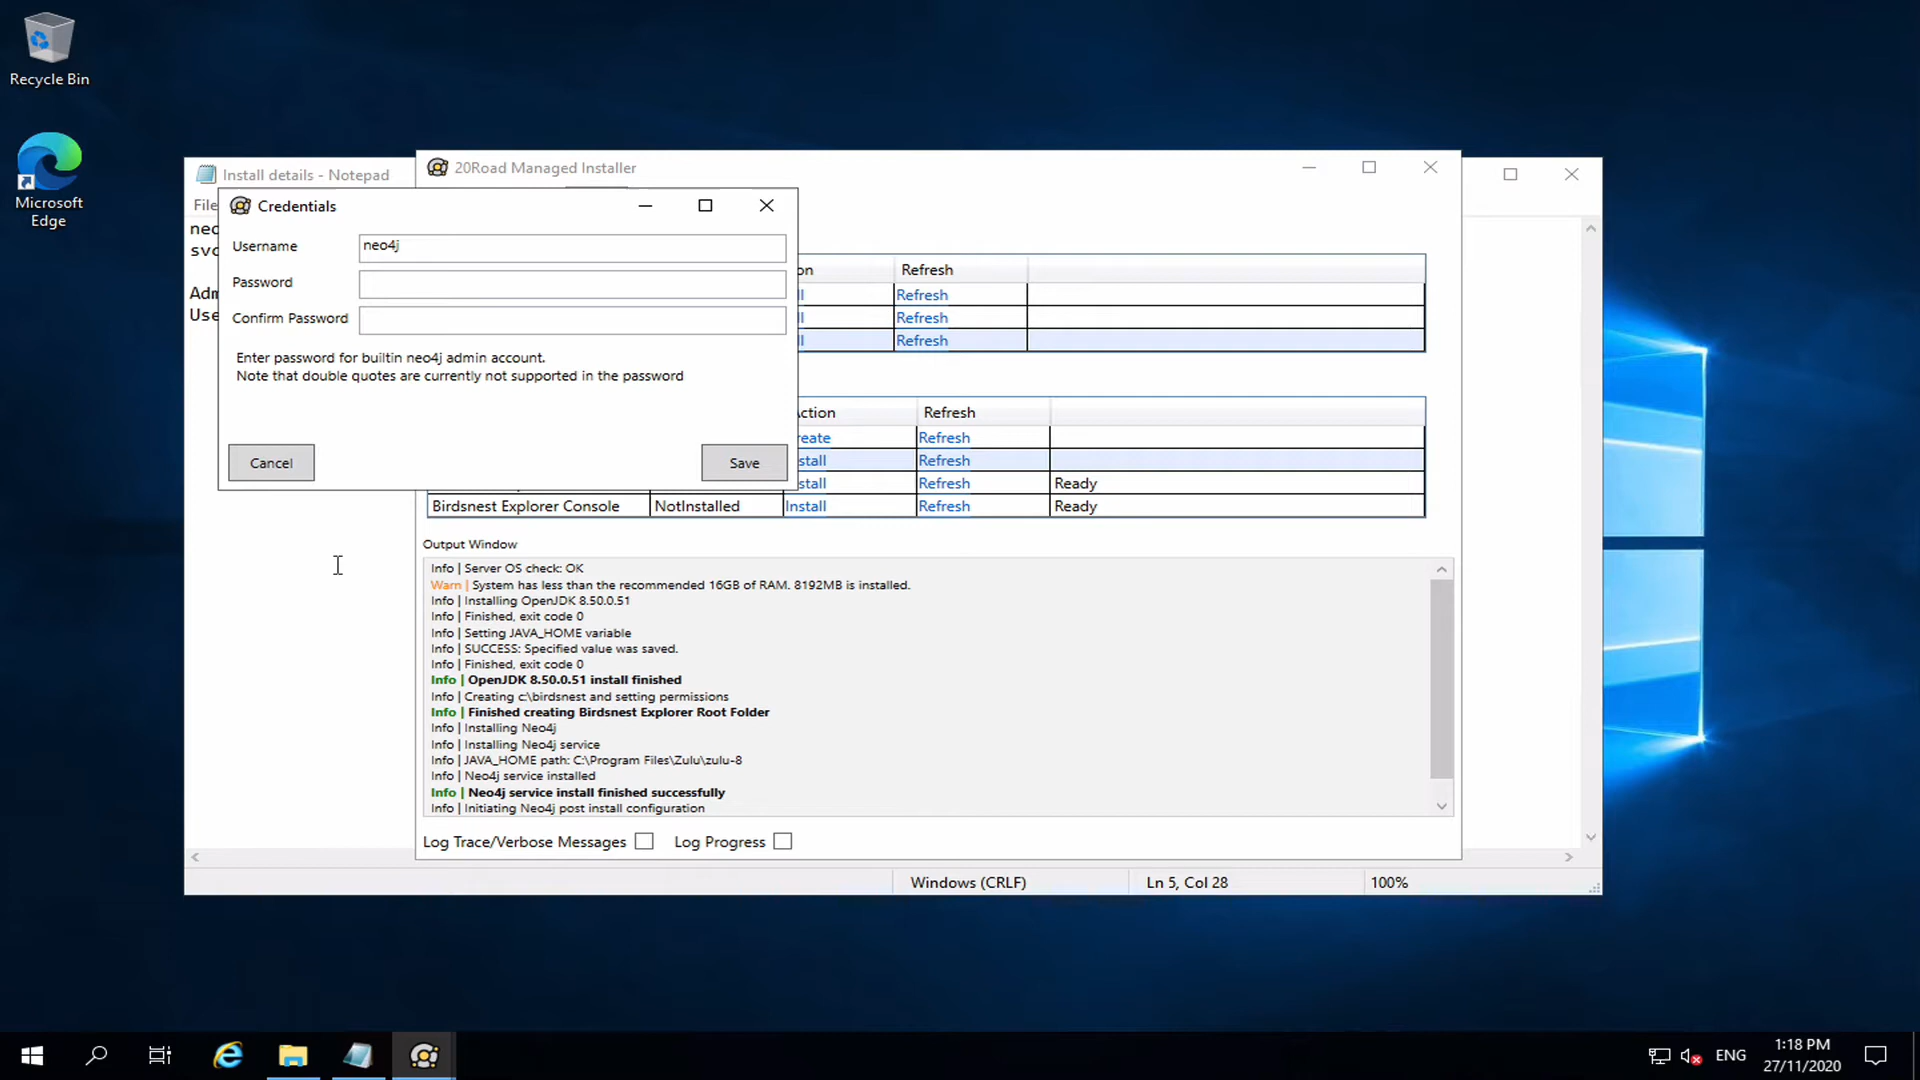 Recycle Bin
Microsoft
Edge
Install details - Notepad
File
neo
svc
Adm
Use
20Road Managed Installer
Credentials
Username
neo4j
Password
Confirm Password
Enter password for builtin neo4j admin account.
Note that double quotes are currently not supported in the password
Cancel
Save
on Refresh
ll Refresh
ll Refresh
ll Refresh
Action Refresh
reate Refresh
stall Refresh
stall Refresh Ready
Birdsnest Explorer Console NotInstalled Install Refresh Ready
Output Window
Info | Server OS check: OK
Warn | System has less than the recommended 16GB of RAM. 8192MB is installed.
Info | Installing OpenJDK 8.50.0.51
Info | Finished, exit code 0
Info | Setting JAVA_HOME variable
Info | SUCCESS: Specified value was saved.
Info | Finished, exit code 0
Info | OpenJDK 8.50.0.51 install finished
Info | Creating c:\birdsnest and setting permissions
Info | Finished creating Birdsnest Explorer Root Folder
Info | Installing Neo4j
Info | Installing Neo4j service
Info | JAVA_HOME path: C:\Program Files\Zulu\zulu-8
Info | Neo4j service installed
Info | Neo4j service install finished successfully
Info | Initiating Neo4j post install configuration
Log Trace/Verbose Messages
Log Progress
Windows (CRLF)
Ln 5, Col 28
100%
ENG
1:18 PM
27/11/2020